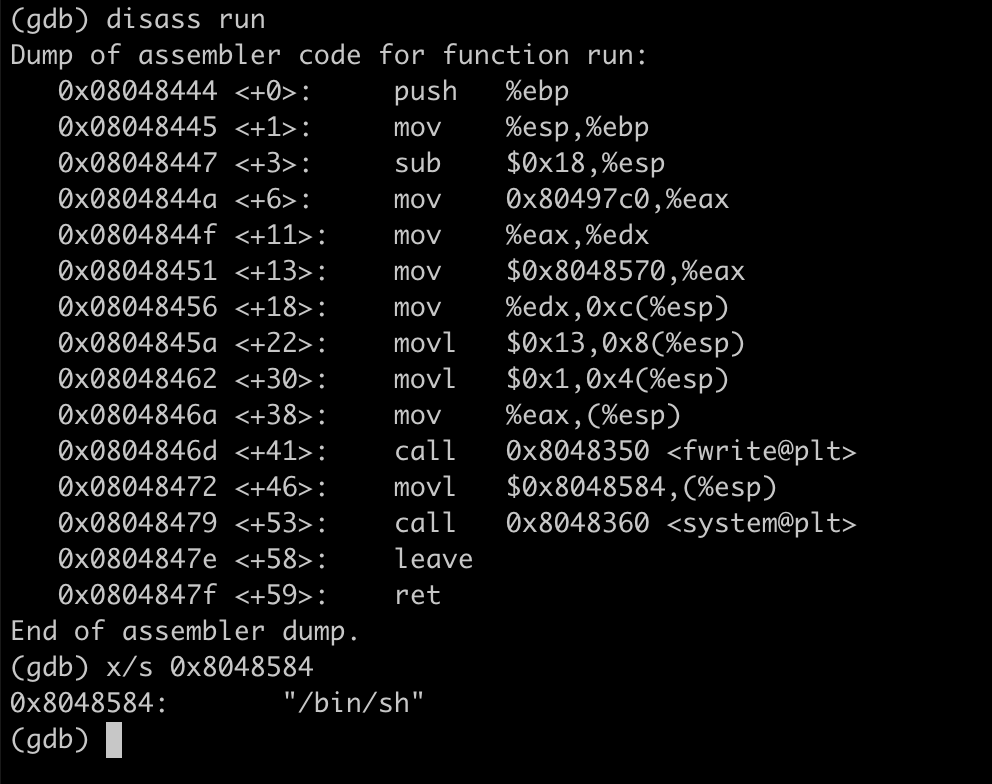 (gdb) disass run
Dump of assembler code for function run:
   0x08048444 <+0>:     push   %ebp
   0x08048445 <+1>:     mov    %esp,%ebp
   0x08048447 <+3>:     sub    $0x18,%esp
   0x0804844a <+6>:     mov    0x80497c0,%eax
   0x0804844f <+11>:    mov    %eax,%edx
   0x08048451 <+13>:    mov    $0x8048570,%eax
   0x08048456 <+18>:    mov    %edx,0xc(%esp)
   0x0804845a <+22>:    movl   $0x13,0x8(%esp)
   0x08048462 <+30>:    movl   $0x1,0x4(%esp)
   0x0804846a <+38>:    mov    %eax,(%esp)
   0x0804846d <+41>:    call   0x8048350 <fwrite@plt>
   0x08048472 <+46>:    movl   $0x8048584,(%esp)
   0x08048479 <+53>:    call   0x8048360 <system@plt>
   0x0804847e <+58>:    leave
   0x0804847f <+59>:    ret
End of assembler dump.
(gdb) x/s 0x8048584
0x8048584:       "/bin/sh"
(gdb)